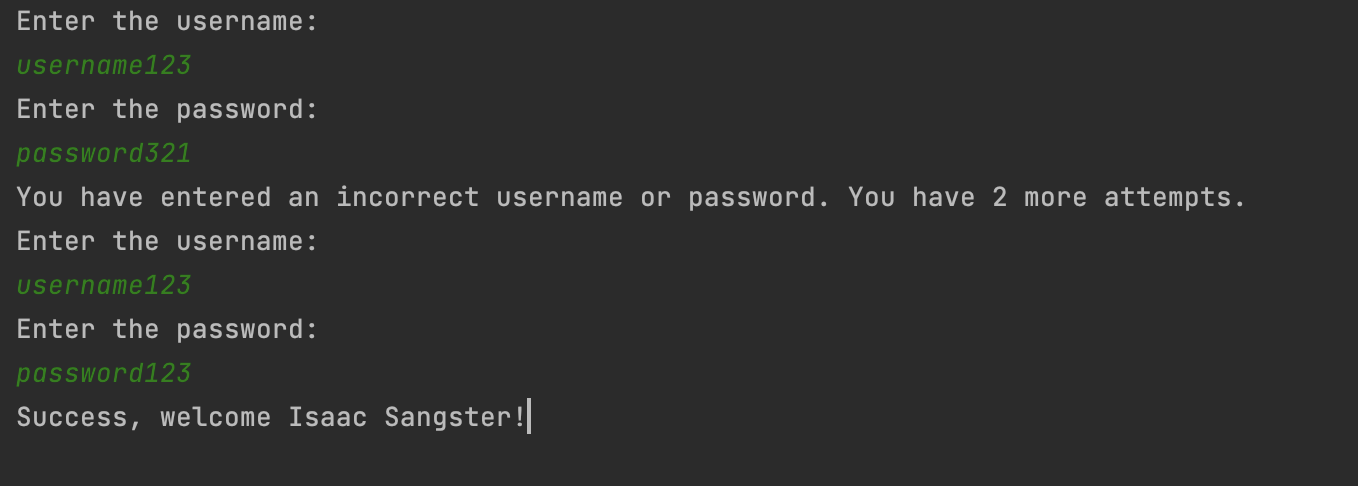 Enter the username:
username123
Enter the password:
password321
You have entered an incorrect username or password. You have 2 more attempts.
Enter the username:
username123
Enter the password:
password123
Success, welcome Isaac Sangster!